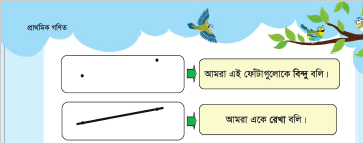 প্রাথমিক গণিত
আমরা এই ফোঁটাগুলোকে বিন্দু বলি।
আমরা একে রেখা বলি।